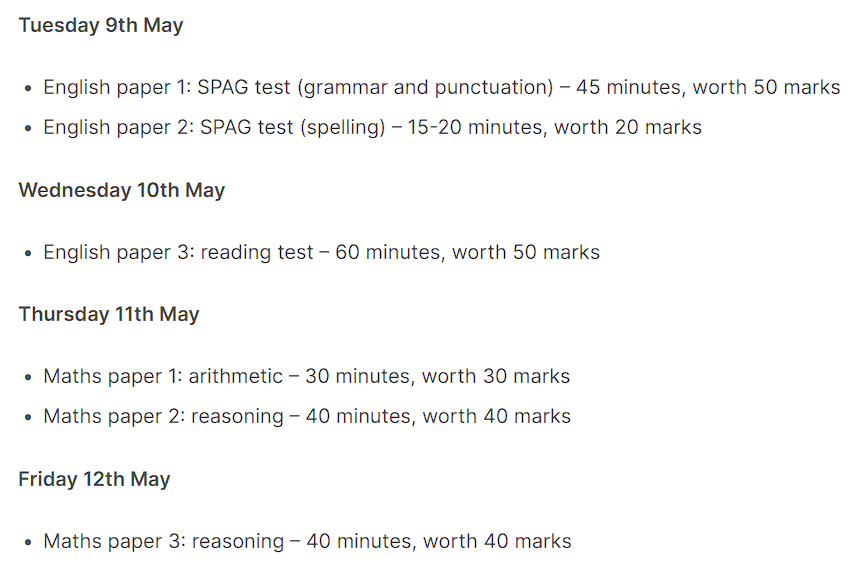 Tuesday 9th May
• English paper 1: SPAG test (grammar and punctuation) – 45 minutes, worth 50 marks
• English paper 2: SPAG test (spelling) – 15-20 minutes, worth 20 marks
Wednesday 10th May
• English paper 3: reading test – 60 minutes, worth 50 marks
Thursday 11th May
• Maths paper 1: arithmetic – 30 minutes, worth 30 marks
• Maths paper 2: reasoning – 40 minutes, worth 40 marks
Friday 12th May
• Maths paper 3: reasoning – 40 minutes, worth 40 marks